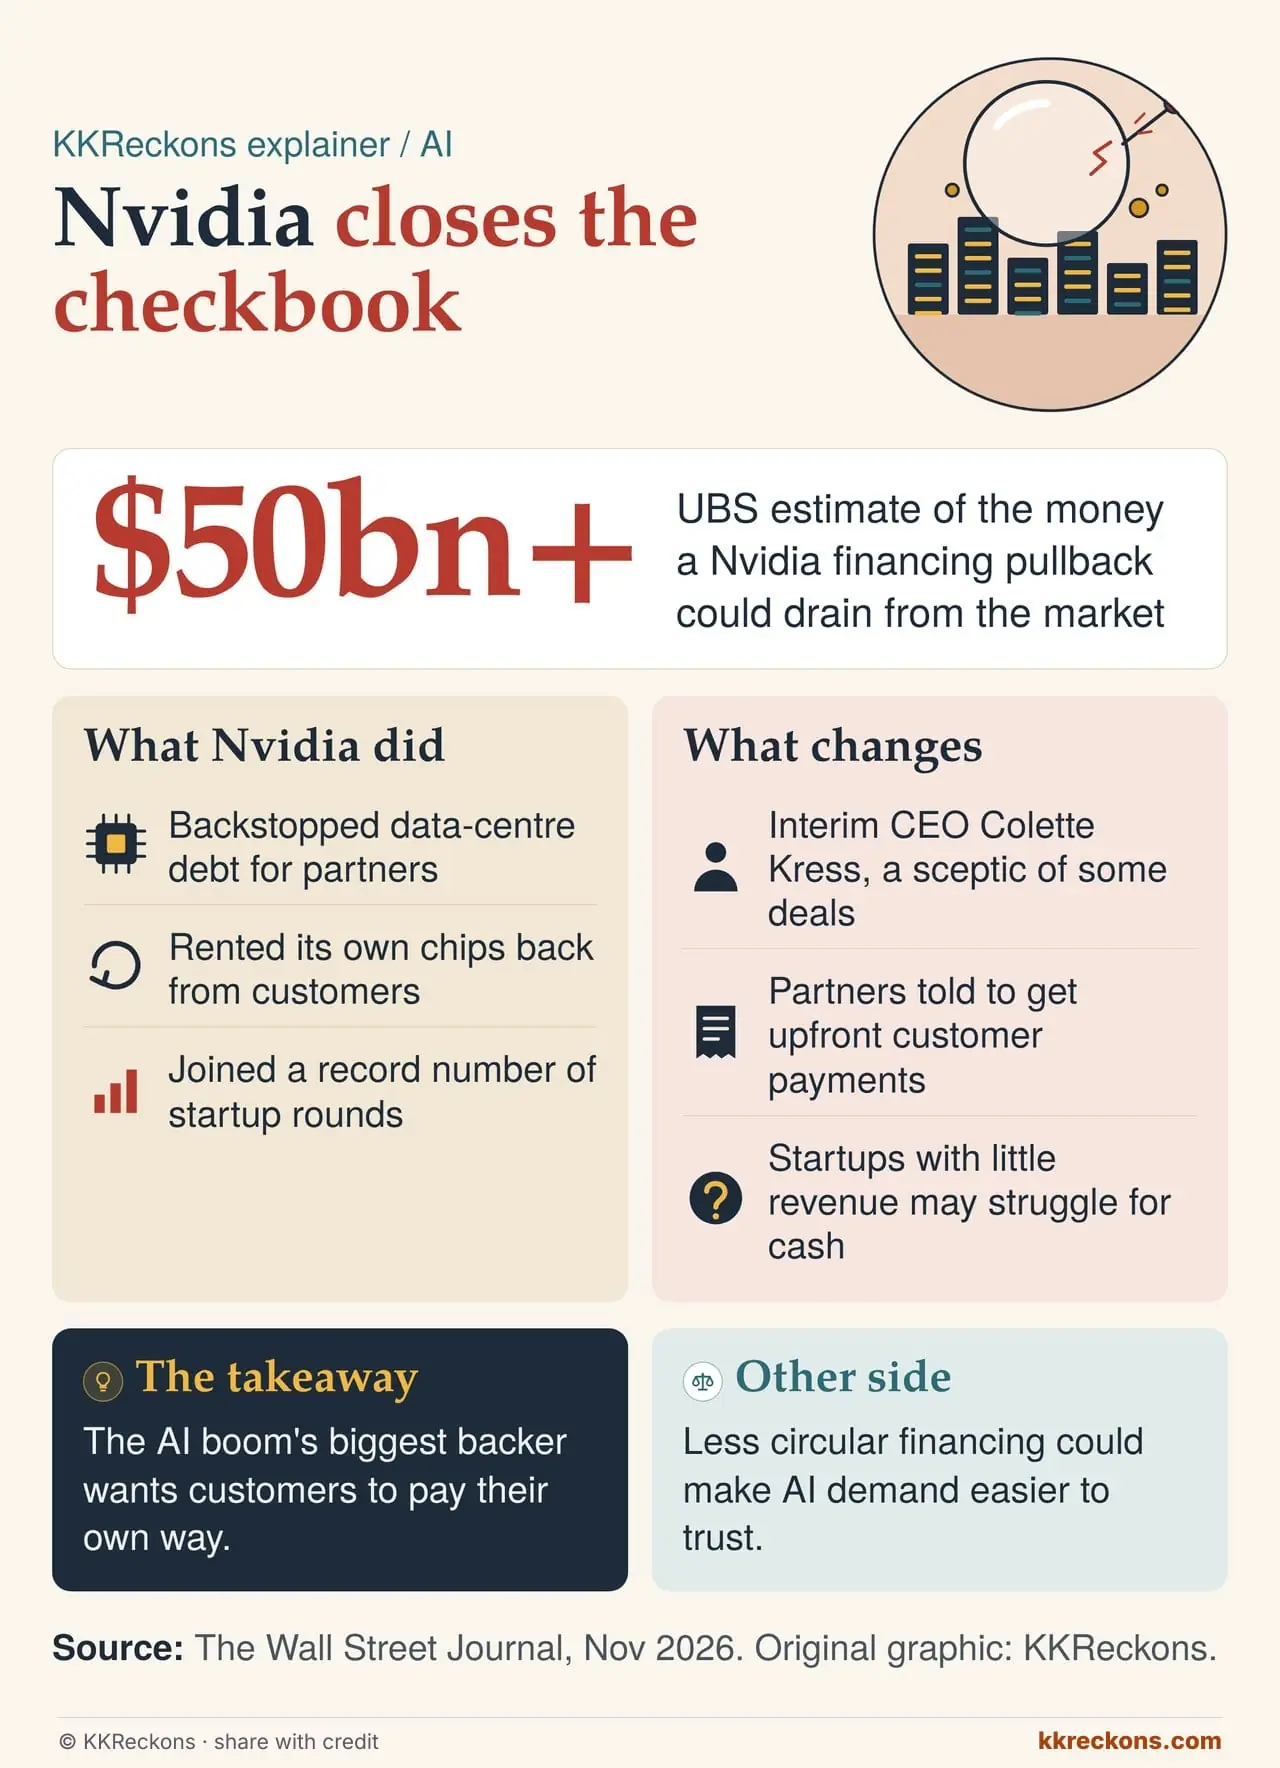 KKReckons explainer / AI
Nvidia closes the
checkbook
$50bn+
UBS estimate of the money
a Nvidia financing pullback
could drain from the market
What Nvidia did
Backstopped data-centre
debt for partners
Rented its own chips back
from customers
Joined a record number of
startup rounds
What changes
Interim CEO Colette
Kress, a sceptic of some
deals
Partners told to get
upfront customer
payments
?
Startups with little
revenue may struggle for
cash
The takeaway
The AI boom's biggest backer
wants customers to pay their
own way.
Other side
Less circular financing could
make AI demand easier to
trust.
Source: The Wall Street Journal, Nov 2026. Original graphic: KKReckons.
© KKReckons · share with credit
kkreckons.com